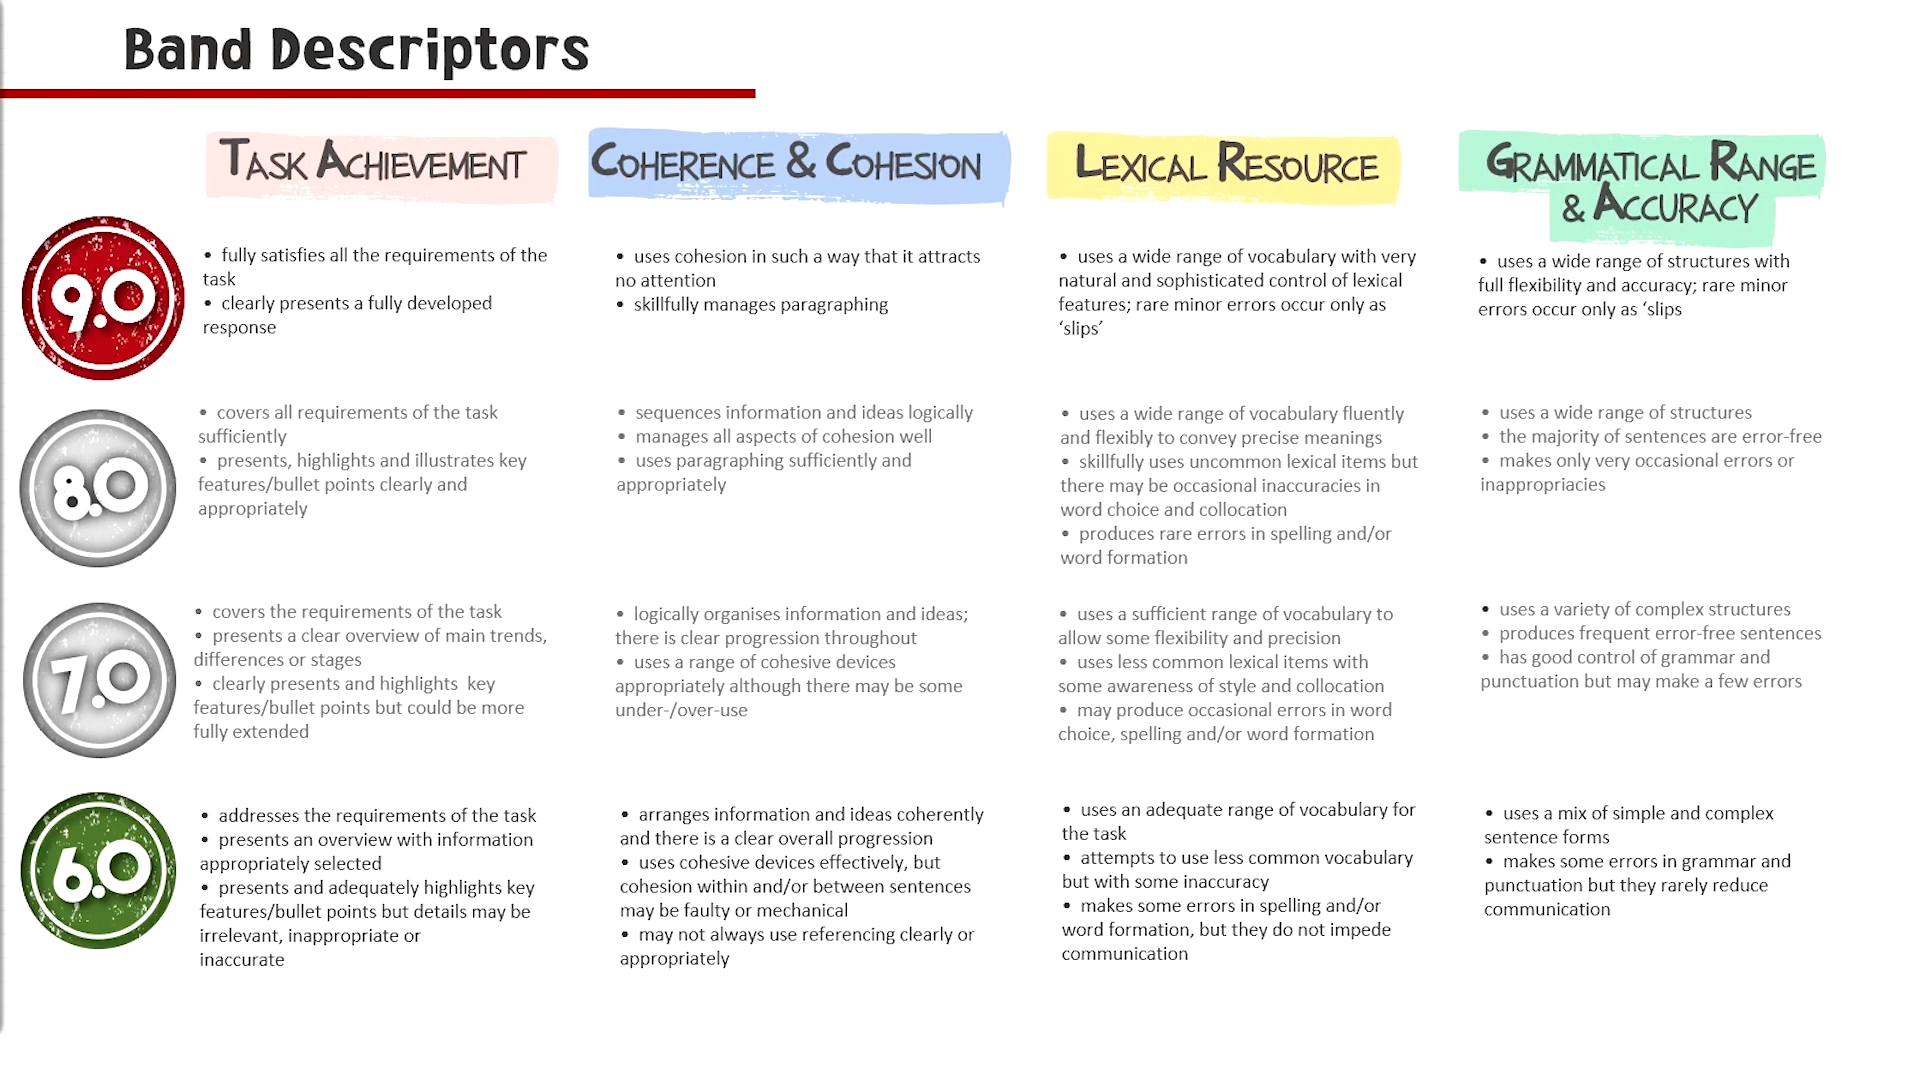 Band Descriptors
TASK ACHIEVEMENT
COHERENCE & COHESION
LEXICAL RESOURCE
GRAMMATICAL RANGE
& ACCURACY
9.0
• fully satisfies all the requirements of the
task
• clearly presents a fully developed
response
• uses cohesion in such a way that it attracts
no attention
• skillfully manages paragraphing
• uses a wide range of vocabulary with very
natural and sophisticated control of lexical
features; rare minor errors occur only as
‘slips’
• uses a wide range of structures with
full flexibility and accuracy; rare minor
errors occur only as ‘slips
8.0
• covers all requirements of the task
sufficiently
• presents, highlights and illustrates key
features/bullet points clearly and
appropriately
• sequences information and ideas logically
• manages all aspects of cohesion well
• uses paragraphing sufficiently and
appropriately
• uses a wide range of vocabulary fluently
and flexibly to convey precise meanings
• skillfully uses uncommon lexical items but
there may be occasional inaccuracies in
word choice and collocation
• produces rare errors in spelling and/or
word formation
• uses a wide range of structures
• the majority of sentences are error-free
• makes only very occasional errors or
inappropriacies
7.0
• covers the requirements of the task
• presents a clear overview of main trends,
differences or stages
• clearly presents and highlights  key
features/bullet points but could be more
fully extended
• logically organises information and ideas;
there is clear progression throughout
• uses a range of cohesive devices
appropriately although there may be some
under-/over-use
• uses a sufficient range of vocabulary to
allow some flexibility and precision
• uses less common lexical items with
some awareness of style and collocation
• may produce occasional errors in word
choice, spelling and/or word formation
• uses a variety of complex structures
• produces frequent error-free sentences
• has good control of grammar and
punctuation but may make a few errors
6.0
• addresses the requirements of the task
• presents an overview with information
appropriately selected
• presents and adequately highlights key
features/bullet points but details may be
irrelevant, inappropriate or
inaccurate
• arranges information and ideas coherently
and there is a clear overall progression
• uses cohesive devices effectively, but
cohesion within and/or between sentences
may be faulty or mechanical
• may not always use referencing clearly or
appropriately
• uses an adequate range of vocabulary for
the task
• attempts to use less common vocabulary
but with some inaccuracy
• makes some errors in spelling and/or
word formation, but they do not impede
communication
• uses a mix of simple and complex
sentence forms
• makes some errors in grammar and
punctuation but they rarely reduce
communication